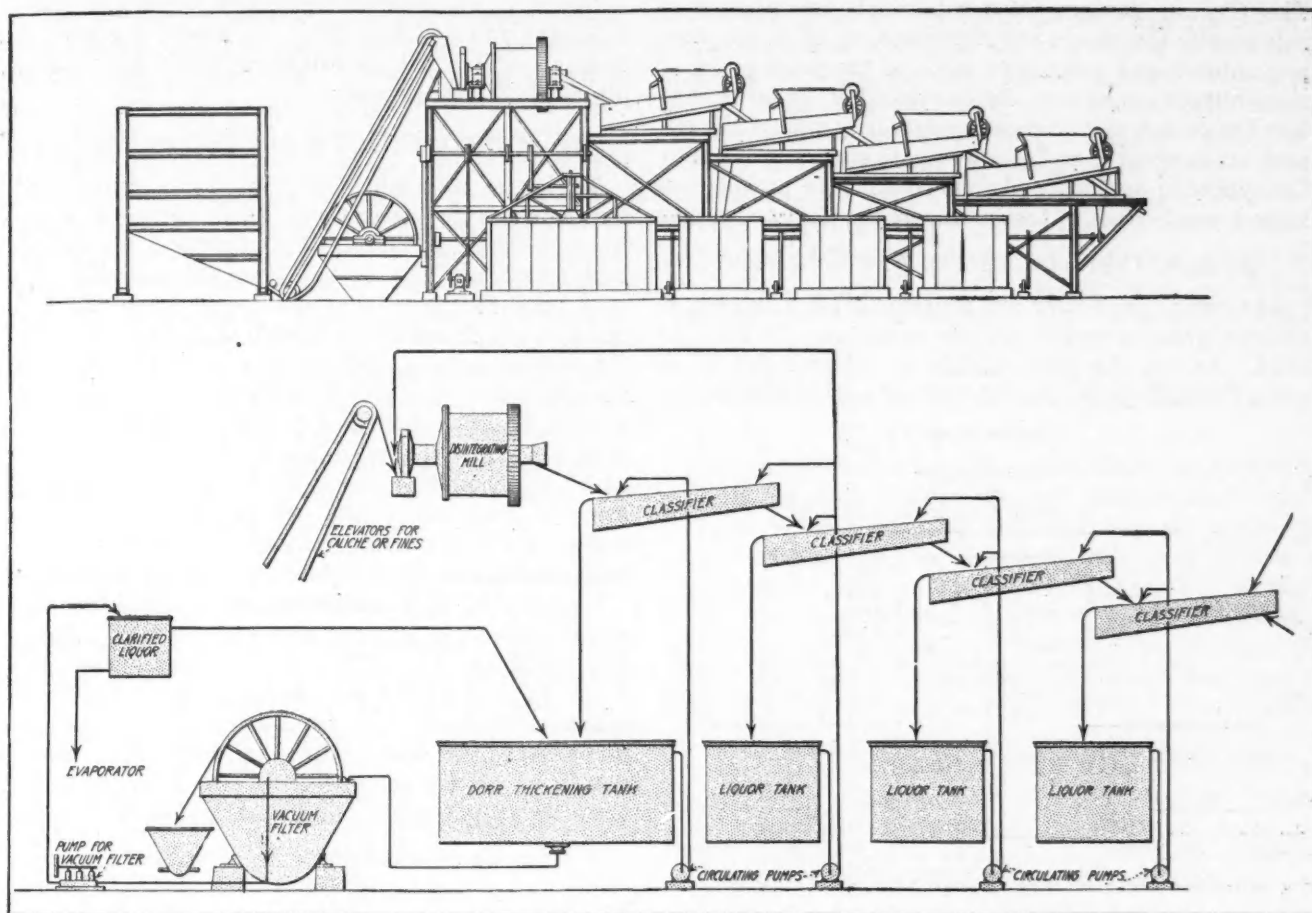 DISINTEGRATING
MILL
ELEVATORS FOR
CALICHE OR FINES
CLASSIFIER
CLASSIFIER
CLASSIFIER
CLASSIFIER
CLARIFIED
LIQUOR
EVAPORATOR
VACUUM
FILTER
PUMP FOR
VACUUM FILTER
DORR THICKENING TANK
LIQUOR TANK
LIQUOR TANK
LIQUOR TANK
CIRCULATING PUMPS
CIRCULATING PUMPS